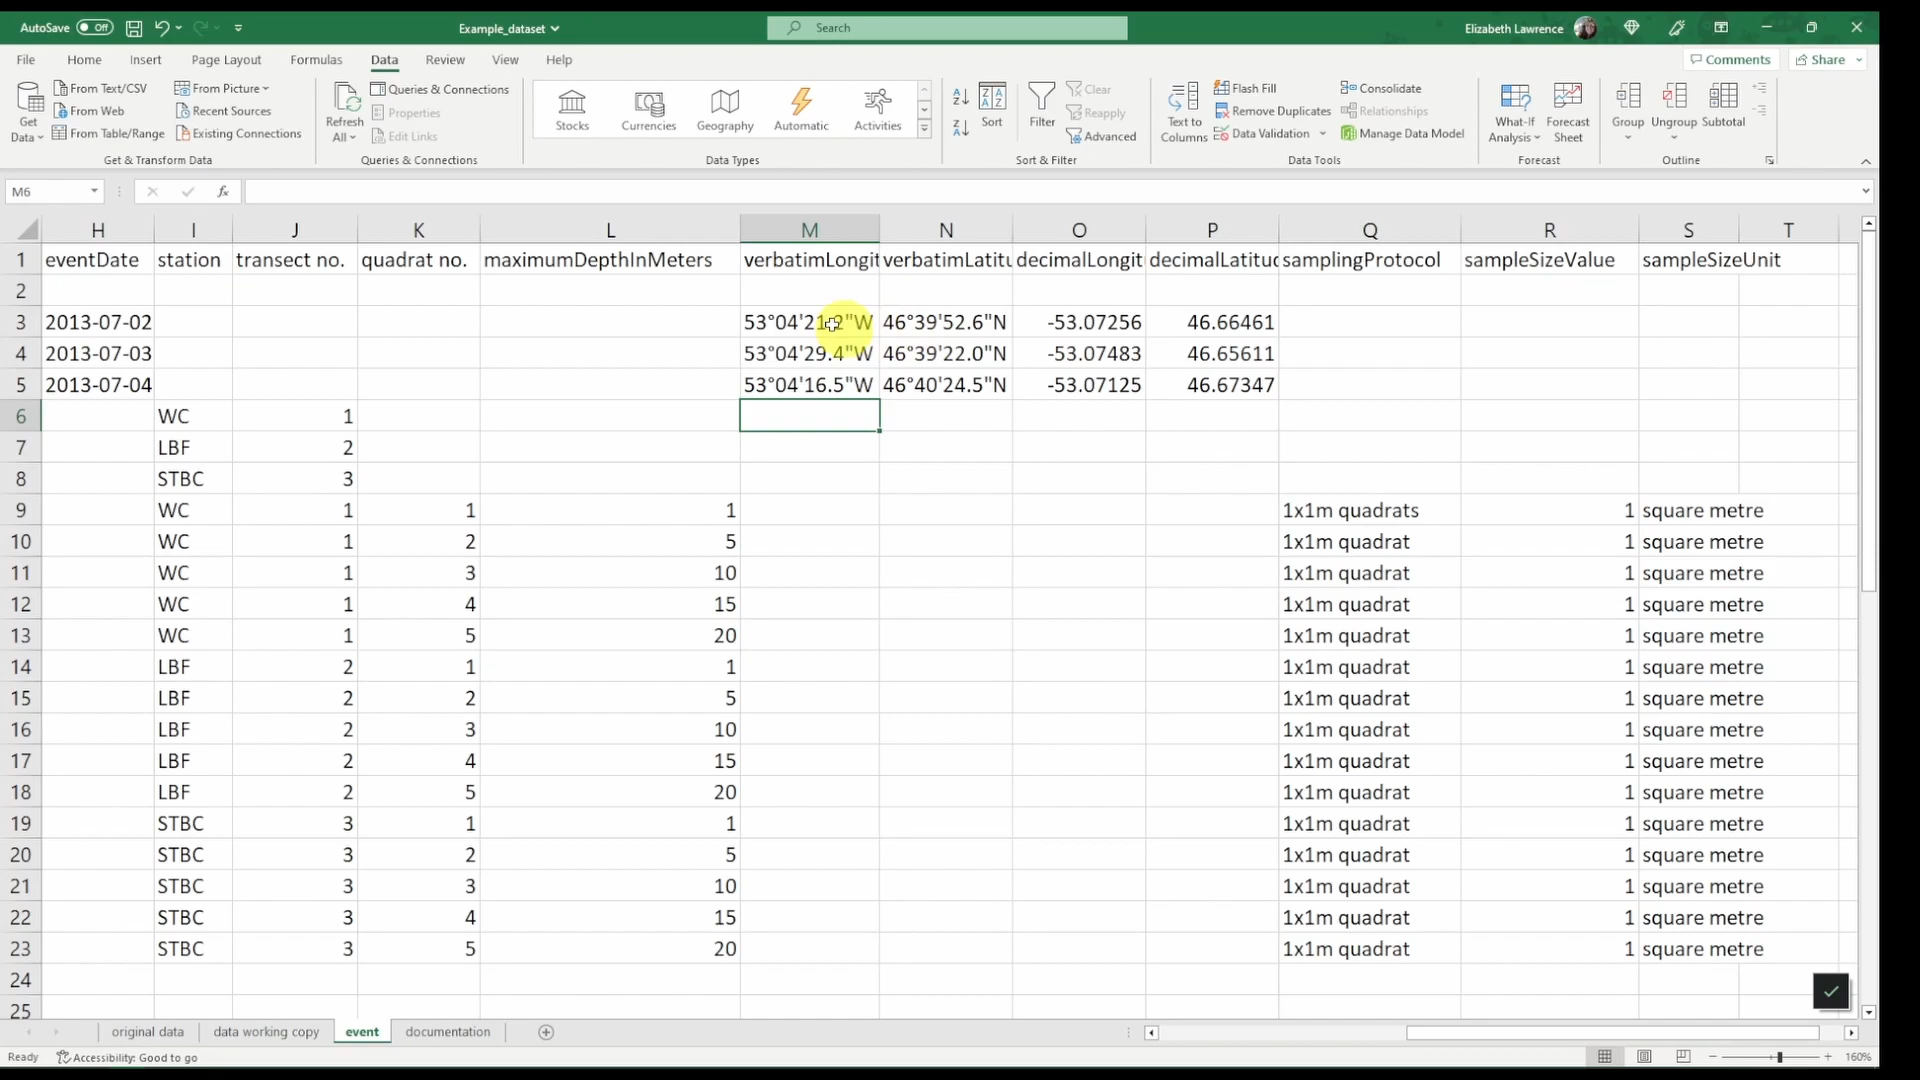 AutoSave Off Example_dataset Search Elizabeth Lawrence
File Home Insert Page Layout Formulas Data Review View Help Comments Share
Get Data From Text/CSV From Web From Table/Range From Picture Recent Sources Existing Connections
Refresh All Queries & Connections Properties Edit Links
Stocks Currencies Geography Automatic Activities
Sort Filter Clear Reapply Advanced
Text to Columns Flash Fill Remove Duplicates Data Validation Consolidate Relationships Manage Data Model
What-If Analysis Forecast Sheet Group Ungroup Subtotal
Get & Transform Data Queries & Connections Data Types Sort & Filter Data Tools Forecast Outline
M6 fx
H I J K L M N O P Q R S T
1 eventDate station transect no. quadrat no. maximumDepthInMeters verbatimLongit verbatimLatitu decimalLongit decimalLatitud samplingProtocol sampleSizeValue sampleSizeUnit
2
3 2013-07-02 53°04'21.2"W 46°39'52.6"N -53.07256 46.66461
4 2013-07-03 53°04'29.4"W 46°39'22.0"N -53.07483 46.65611
5 2013-07-04 53°04'16.5"W 46°40'24.5"N -53.07125 46.67347
6 WC 1
7 LBF 2
8 STBC 3
9 WC 1 1 1 1x1m quadrats 1 square metre
10 WC 1 2 5 1x1m quadrat 1 square metre
11 WC 1 3 10 1x1m quadrat 1 square metre
12 WC 1 4 15 1x1m quadrat 1 square metre
13 WC 1 5 20 1x1m quadrat 1 square metre
14 LBF 2 1 1 1x1m quadrat 1 square metre
15 LBF 2 2 5 1x1m quadrat 1 square metre
16 LBF 2 3 10 1x1m quadrat 1 square metre
17 LBF 2 4 15 1x1m quadrat 1 square metre
18 LBF 2 5 20 1x1m quadrat 1 square metre
19 STBC 3 1 1 1x1m quadrat 1 square metre
20 STBC 3 2 5 1x1m quadrat 1 square metre
21 STBC 3 3 10 1x1m quadrat 1 square metre
22 STBC 3 4 15 1x1m quadrat 1 square metre
23 STBC 3 5 20 1x1m quadrat 1 square metre
24
25
original data data working copy event documentation
Ready Accessibility: Good to go 160%